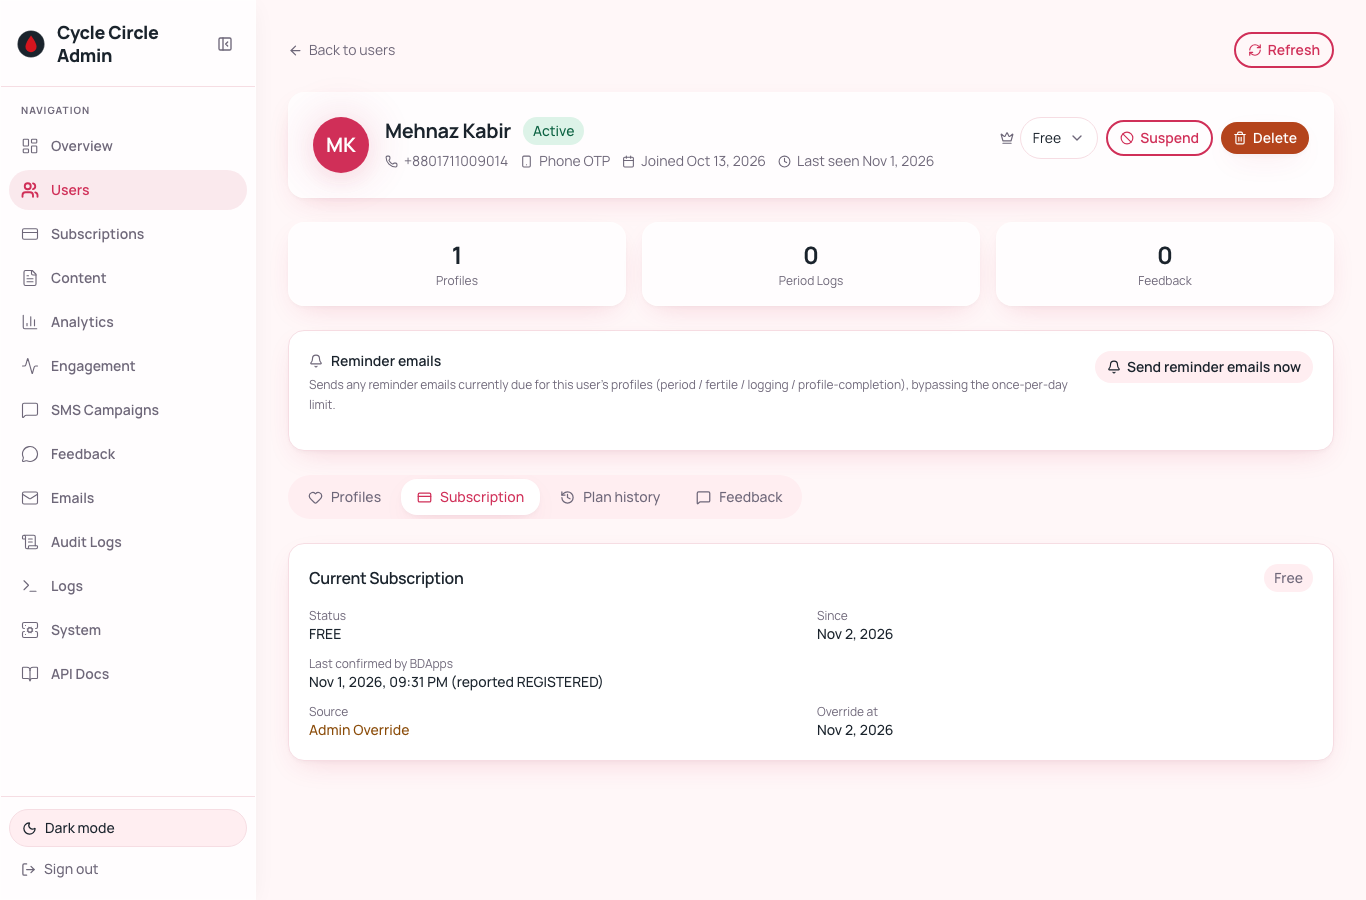 Cycle Circle
Admin
NAVIGATION
Overview
Users
Subscriptions
Content
Analytics
Engagement
SMS Campaigns
Feedback
Emails
Audit Logs
Logs
System
API Docs
Dark mode
Sign out
Back to users
Refresh
MK
Mehnaz Kabir Active
+8801711009014 Phone OTP Joined Oct 13, 2026 Last seen Nov 1, 2026
Free Suspend Delete
1
Profiles
0
Period Logs
0
Feedback
Reminder emails
Sends any reminder emails currently due for this user's profiles (period / fertile / logging / profile-completion), bypassing the once-per-day
limit.
Send reminder emails now
Profiles Subscription Plan history Feedback
Current Subscription Free
Status
FREE
Since
Nov 2, 2026
Last confirmed by BDApps
Nov 1, 2026, 09:31 PM (reported REGISTERED)
Source
Admin Override
Override at
Nov 2, 2026